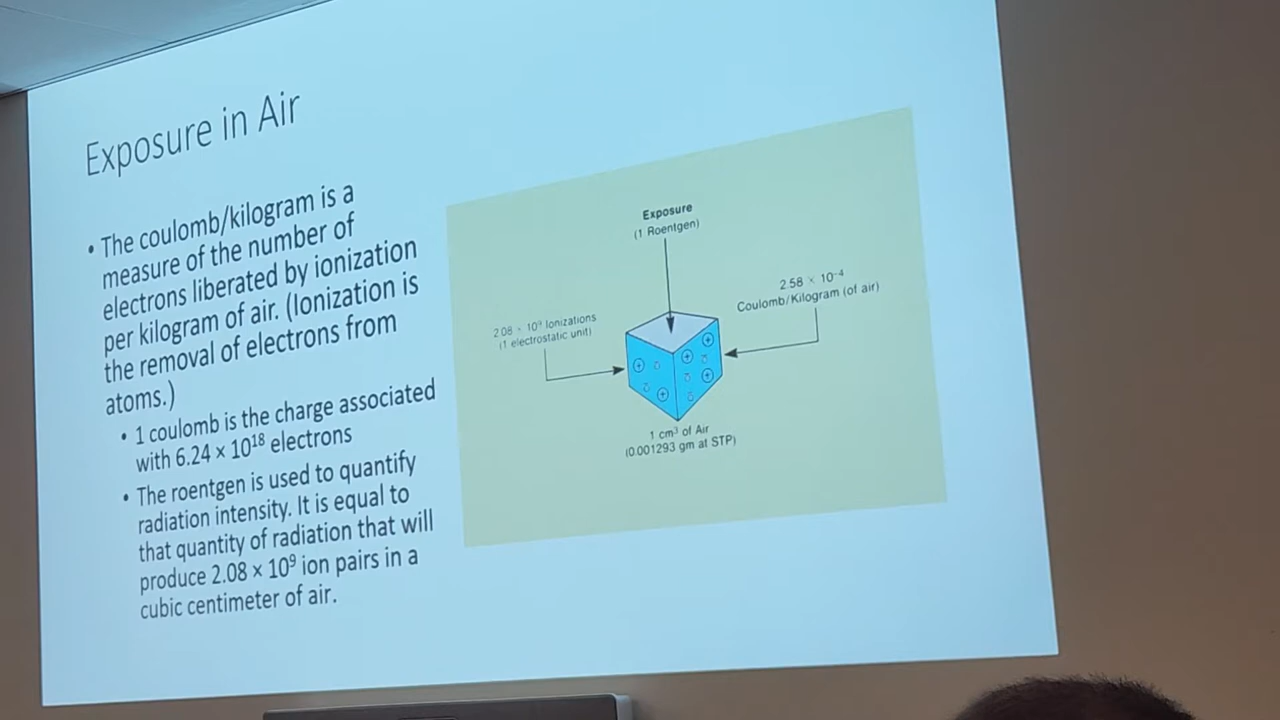 Exposure in Air
• The coulomb/kilogram is a
measure of the number of
electrons liberated by ionization
per kilogram of air. (Ionization is
the removal of electrons from
atoms.)
• 1 coulomb is the charge associated
with 6.24 × 10¹⁸ electrons
• The roentgen is used to quantify
radiation intensity. It is equal to
that quantity of radiation that will
produce 2.08 × 10⁹ ion pairs in a
cubic centimeter of air.
Exposure
(1 Roentgen)
2.58 × 10⁻⁴
Coulomb/Kilogram (of air)
2.08 × 10⁹ Ionizations
(1 electrostatic unit)
1 cm³ of Air
(0.001293 gm at STP)